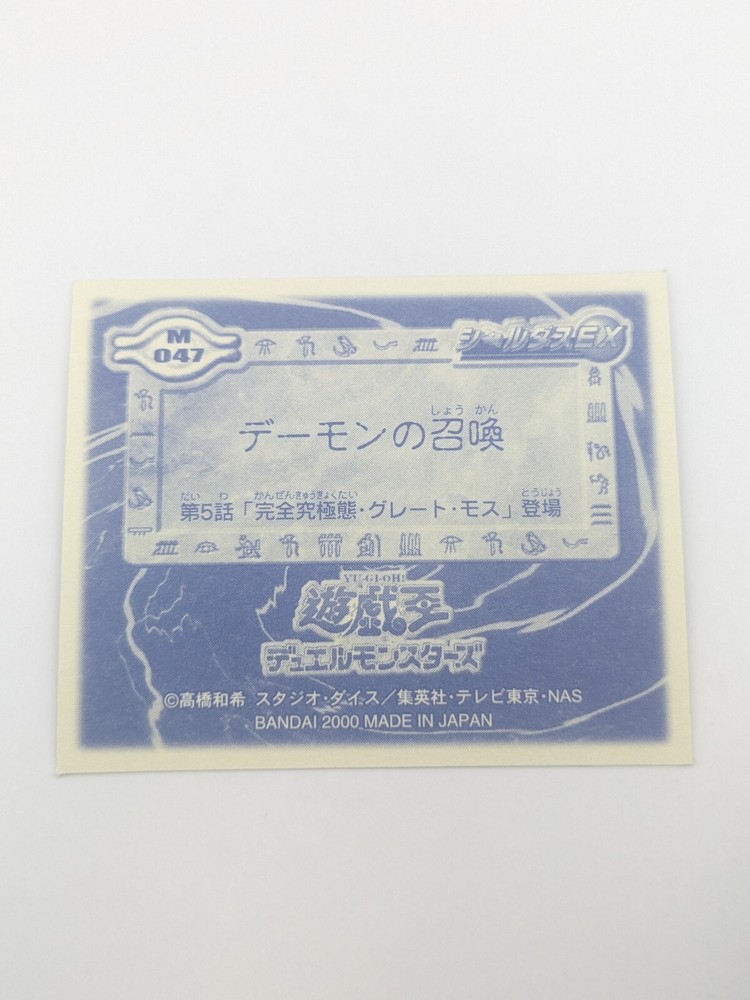 M
047
シールダスEX
しょう かん
デーモンの召喚
だい わ かんぜんきゅうきょくたい とうじょう
第5話「完全究極態・グレート・モス」登場
YU-GI-OH!
遊戯王
デュエルモンスターズ
©高橋和希 スタジオ・ダイス/集英社・テレビ東京・NAS
BANDAI 2000 MADE IN JAPAN